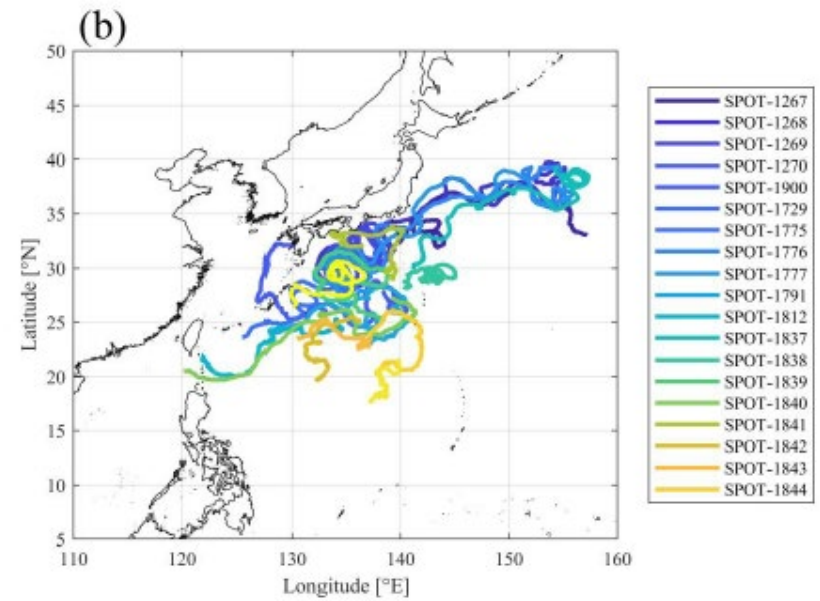 (b)
50
45
40
35
30
25
20
15
10
5
110 120 130 140 150 160
Latitude [°N]
Longitude [°E]
SPOT-1267
SPOT-1268
SPOT-1269
SPOT-1270
SPOT-1900
SPOT-1729
SPOT-1775
SPOT-1776
SPOT-1777
SPOT-1791
SPOT-1812
SPOT-1837
SPOT-1838
SPOT-1839
SPOT-1840
SPOT-1841
SPOT-1842
SPOT-1843
SPOT-1844